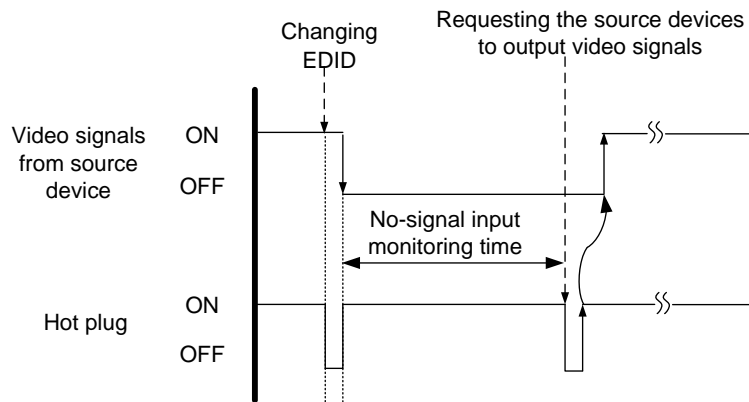 Changing
EDID
Requesting the source devices
to output video signals
Video signals
from source
device
ON
OFF
No-signal input
monitoring time
Hot plug
ON
OFF